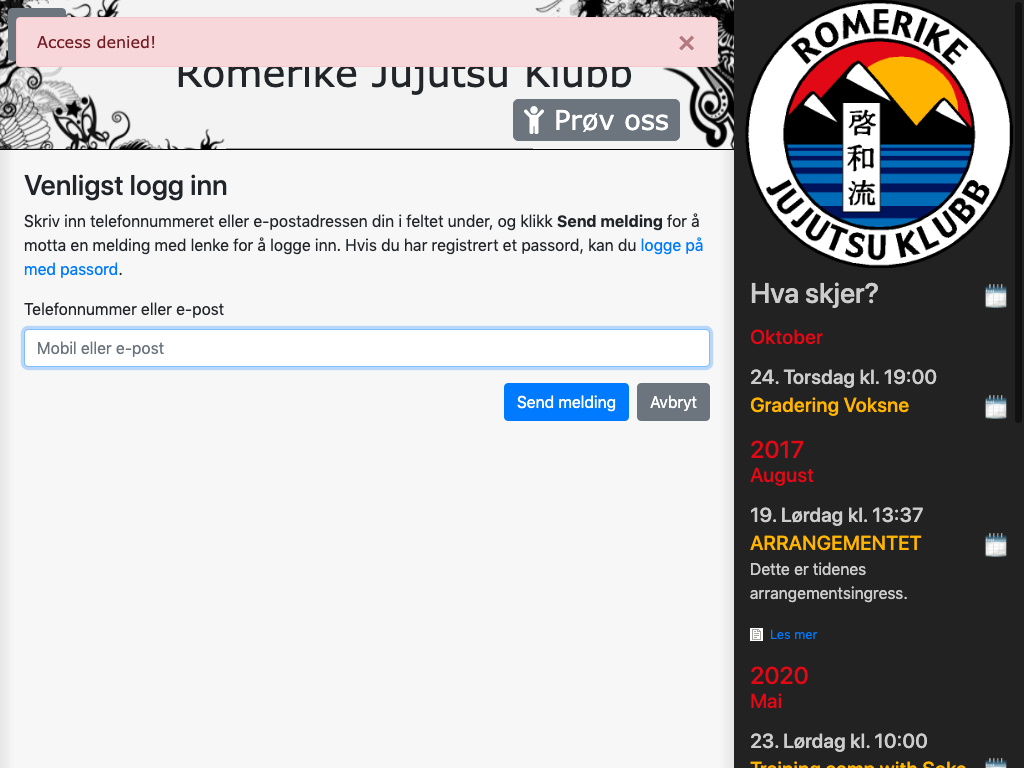 Access denied!
×
Romerike Jujutsu Klubb
Prøv oss
Venligst logg inn
Skriv inn telefonnummeret eller e-postadressen din i feltet under, og klikk Send melding for å
motta en melding med lenke for å logge inn. Hvis du har registrert et passord, kan du logge på
med passord.
Telefonnummer eller e-post
Mobil eller e-post
Send melding
Avbryt
ROMERIKE
啓和流
JUJUTSU KLUBB
Hva skjer?
Oktober
24. Torsdag kl. 19:00
Gradering Voksne
2017
August
19. Lørdag kl. 13:37
ARRANGEMENTET
Dette er tidenes
arrangementsingress.
Les mer
2020
Mai
23. Lørdag kl. 10:00
Training camp with Soke